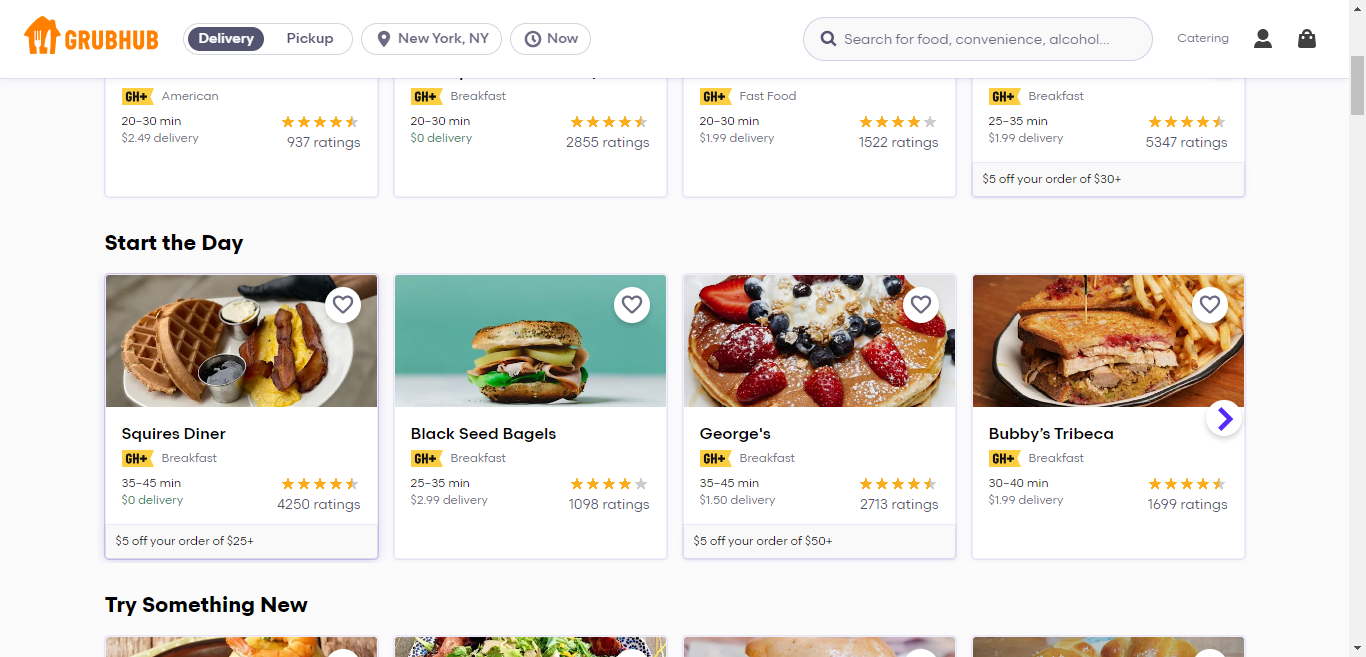 GRUBHUB
Delivery Pickup New York, NY Now Search for food, convenience, alcohol... Catering
GH+ American
20–30 min
$2.49 delivery 937 ratings
GH+ Breakfast
20–30 min
$0 delivery 2855 ratings
GH+ Fast Food
20–30 min
$1.99 delivery 1522 ratings
GH+ Breakfast
25–35 min
$1.99 delivery 5347 ratings
$5 off your order of $30+
Start the Day
Squires Diner
GH+ Breakfast
35–45 min
$0 delivery 4250 ratings
$5 off your order of $25+
Black Seed Bagels
GH+ Breakfast
25–35 min
$2.99 delivery 1098 ratings
George's
GH+ Breakfast
35–45 min
$1.50 delivery 2713 ratings
$5 off your order of $50+
Bubby’s Tribeca
GH+ Breakfast
30–40 min
$1.99 delivery 1699 ratings
Try Something New